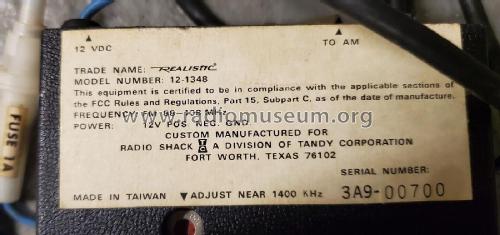 12 VDC
TO AM
TRADE NAME: REALISTIC
MODEL NUMBER: 12-1348
This equipment is certified to be in compliance with the applicable sections of
the FCC Rules and Regulations, Part 15, Subpart C, as of the date of manufacture.
FREQUENCY: FM 88-108 MHz
© www.radiomuseum.org
POWER: 12V POS. NEG. GND
CUSTOM MANUFACTURED FOR
RADIO SHACK TC A DIVISION OF TANDY CORPORATION
FORT WORTH, TEXAS 76102
SERIAL NUMBER:
MADE IN TAIWAN ▼ADJUST NEAR 1400 KHz 3A9-00700
FUSE 1A